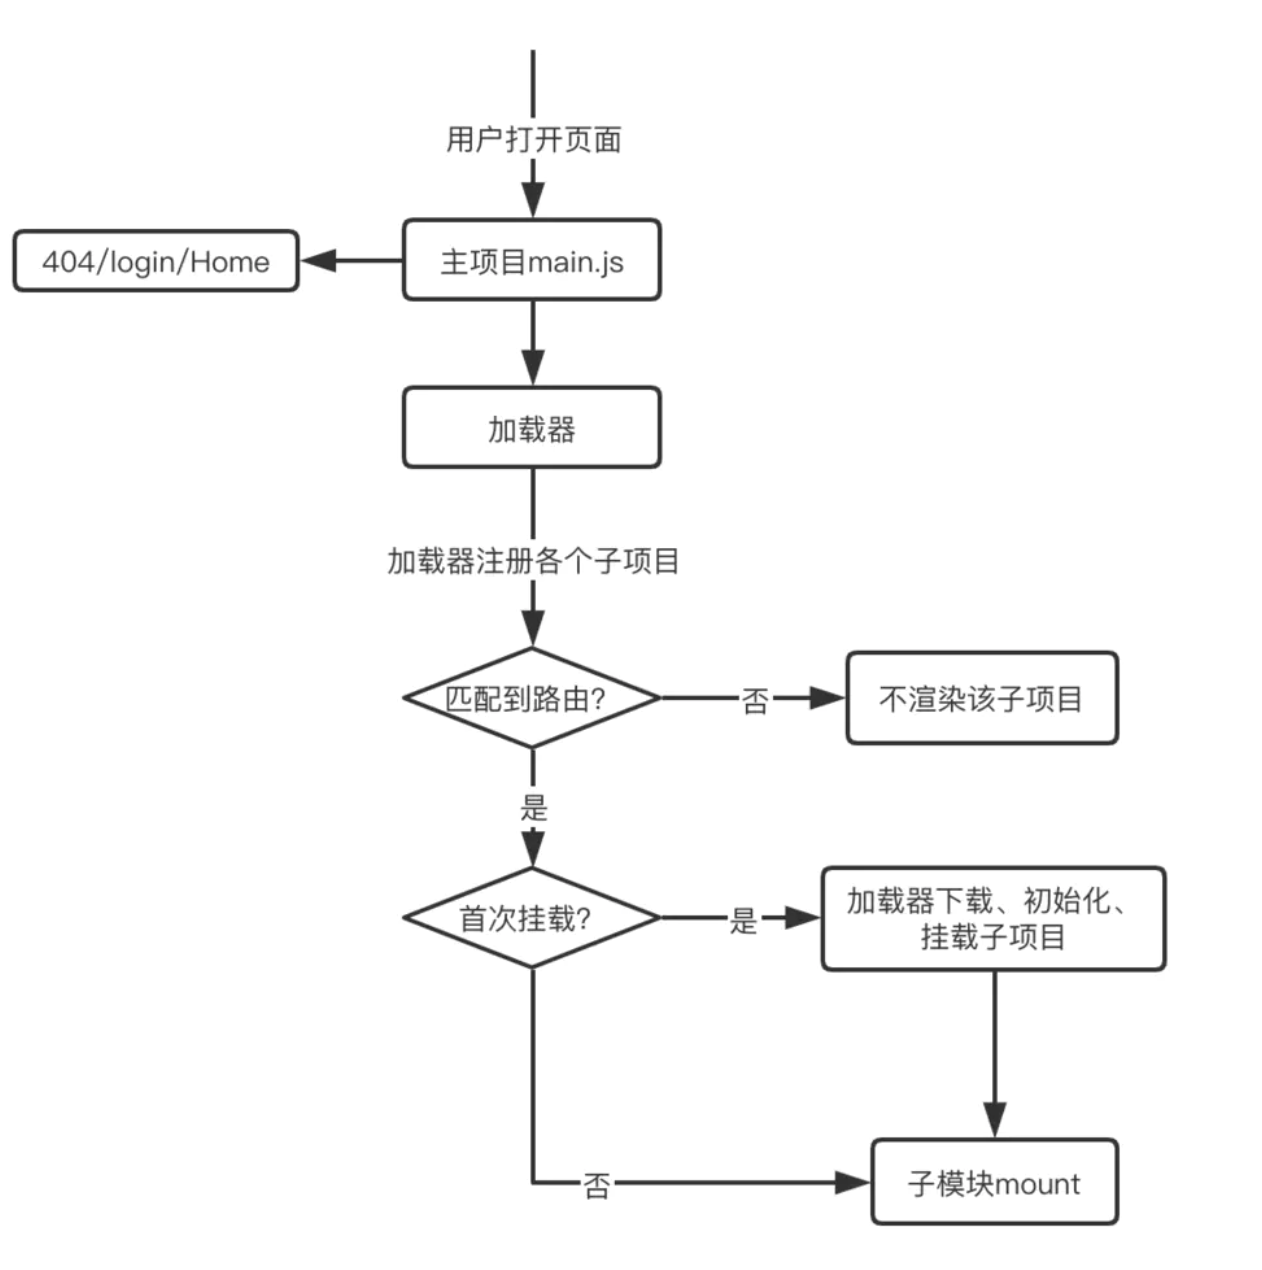 用户打开页面
404/login/Home
主项目main.js
加载器
加载器注册各个子项目
匹配到路由?
否
不渲染该子项目
是
首次挂载?
是
加载器下载、初始化、
挂载子项目
否
子模块mount